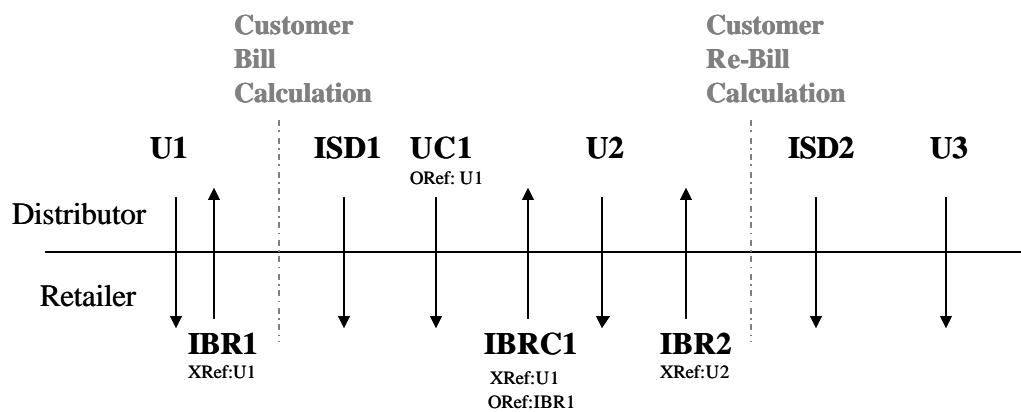 Customer
Bill
Calculation
Customer
Re-Bill
Calculation
U1
ISD1
UC1
ORef: U1
U2
ISD2
U3
Distributor
Retailer
IBR1
XRef:U1
IBRC1
XRef:U1
ORef:IBR1
IBR2
XRef:U2